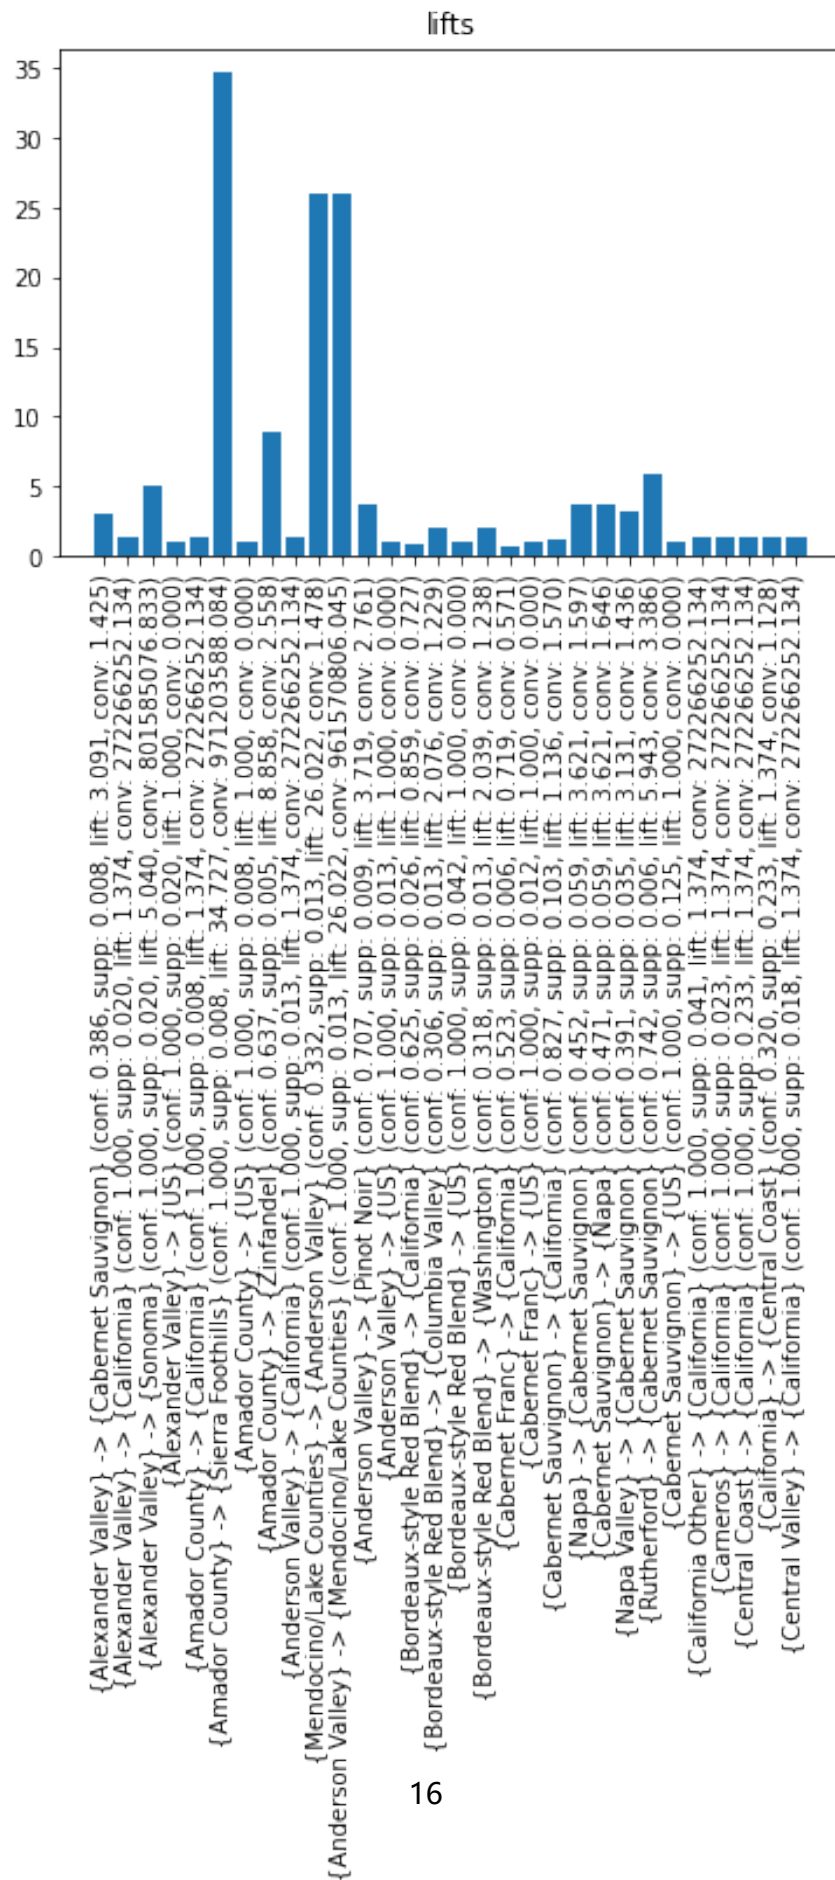 lifts
35
30
25
20
15
10
5
0
{Alexander Valley} -> {Cabernet Sauvignon} (conf: 0.386, supp: 0.008, lift: 3.091, conv: 1.425)
{Alexander Valley} -> {California} (conf: 1.000, supp: 0.020, lift: 1.374, conv: 272266252.134)
{Alexander Valley} -> {Sonoma} (conf: 1.000, supp: 0.020, lift: 5.040, conv: 801585076.833)
{Alexander Valley} -> {US} (conf: 1.000, supp: 0.020, lift: 1.000, conv: 0.000)
{Amador County} -> {California} (conf: 1.000, supp: 0.008, lift: 1.374, conv: 272266252.134)
{Amador County} -> {Sierra Foothills} (conf: 1.000, supp: 0.008, lift: 34.727, conv: 971203588.084)
{Amador County} -> {US} (conf: 1.000, supp: 0.008, lift: 1.000, conv: 0.000)
{Amador County} -> {Zinfandel} (conf: 0.637, supp: 0.005, lift: 8.858, conv: 2.558)
{Anderson Valley} -> {California} (conf: 1.000, supp: 0.013, lift: 1.374, conv: 272266252.134)
{Mendocino/Lake Counties} -> {Anderson Valley} (conf: 0.332, supp: 0.013, lift: 26.022, conv: 1.478)
{Anderson Valley} -> {Mendocino/Lake Counties} (conf: 1.000, supp: 0.013, lift: 26.022, conv: 961570806.045)
{Anderson Valley} -> {Pinot Noir} (conf: 0.707, supp: 0.009, lift: 3.719, conv: 2.761)
{Anderson Valley} -> {US} (conf: 1.000, supp: 0.013, lift: 1.000, conv: 0.000)
{Bordeaux-style Red Blend} -> {California} (conf: 0.625, supp: 0.026, lift: 0.859, conv: 0.727)
{Bordeaux-style Red Blend} -> {Columbia Valley} (conf: 0.306, supp: 0.013, lift: 2.076, conv: 1.229)
{Bordeaux-style Red Blend} -> {US} (conf: 1.000, supp: 0.042, lift: 1.000, conv: 0.000)
{Bordeaux-style Red Blend} -> {Washington} (conf: 0.318, supp: 0.013, lift: 2.039, conv: 1.238)
{Cabernet Franc} -> {California} (conf: 0.523, supp: 0.006, lift: 0.719, conv: 0.571)
{Cabernet Franc} -> {US} (conf: 1.000, supp: 0.012, lift: 1.000, conv: 0.000)
{Cabernet Sauvignon} -> {California} (conf: 0.827, supp: 0.103, lift: 1.136, conv: 1.570)
{Napa} -> {Cabernet Sauvignon} (conf: 0.452, supp: 0.059, lift: 3.621, conv: 1.597)
{Cabernet Sauvignon} -> {Napa} (conf: 0.471, supp: 0.059, lift: 3.621, conv: 1.646)
{Napa Valley} -> {Cabernet Sauvignon} (conf: 0.391, supp: 0.035, lift: 3.131, conv: 1.436)
{Rutherford} -> {Cabernet Sauvignon} (conf: 0.742, supp: 0.006, lift: 5.943, conv: 3.386)
{Cabernet Sauvignon} -> {US} (conf: 1.000, supp: 0.125, lift: 1.000, conv: 0.000)
{California Other} -> {California} (conf: 1.000, supp: 0.041, lift: 1.374, conv: 272266252.134)
{Carneros} -> {California} (conf: 1.000, supp: 0.023, lift: 1.374, conv: 272266252.134)
{Central Coast} -> {California} (conf: 1.000, supp: 0.233, lift: 1.374, conv: 272266252.134)
{California} -> {Central Coast} (conf: 0.320, supp: 0.233, lift: 1.374, conv: 1.128)
{Central Valley} -> {California} (conf: 1.000, supp: 0.018, lift: 1.374, conv: 272266252.134)
16